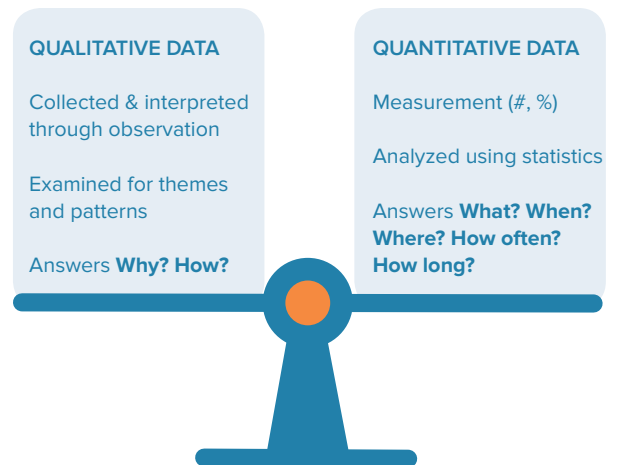 QUALITATIVE DATA
Collected & interpreted
through observation
Examined for themes
and patterns
Answers Why? How?
QUANTITATIVE DATA
Measurement (#, %)
Analyzed using statistics
Answers What? When?
Where? How often?
How long?